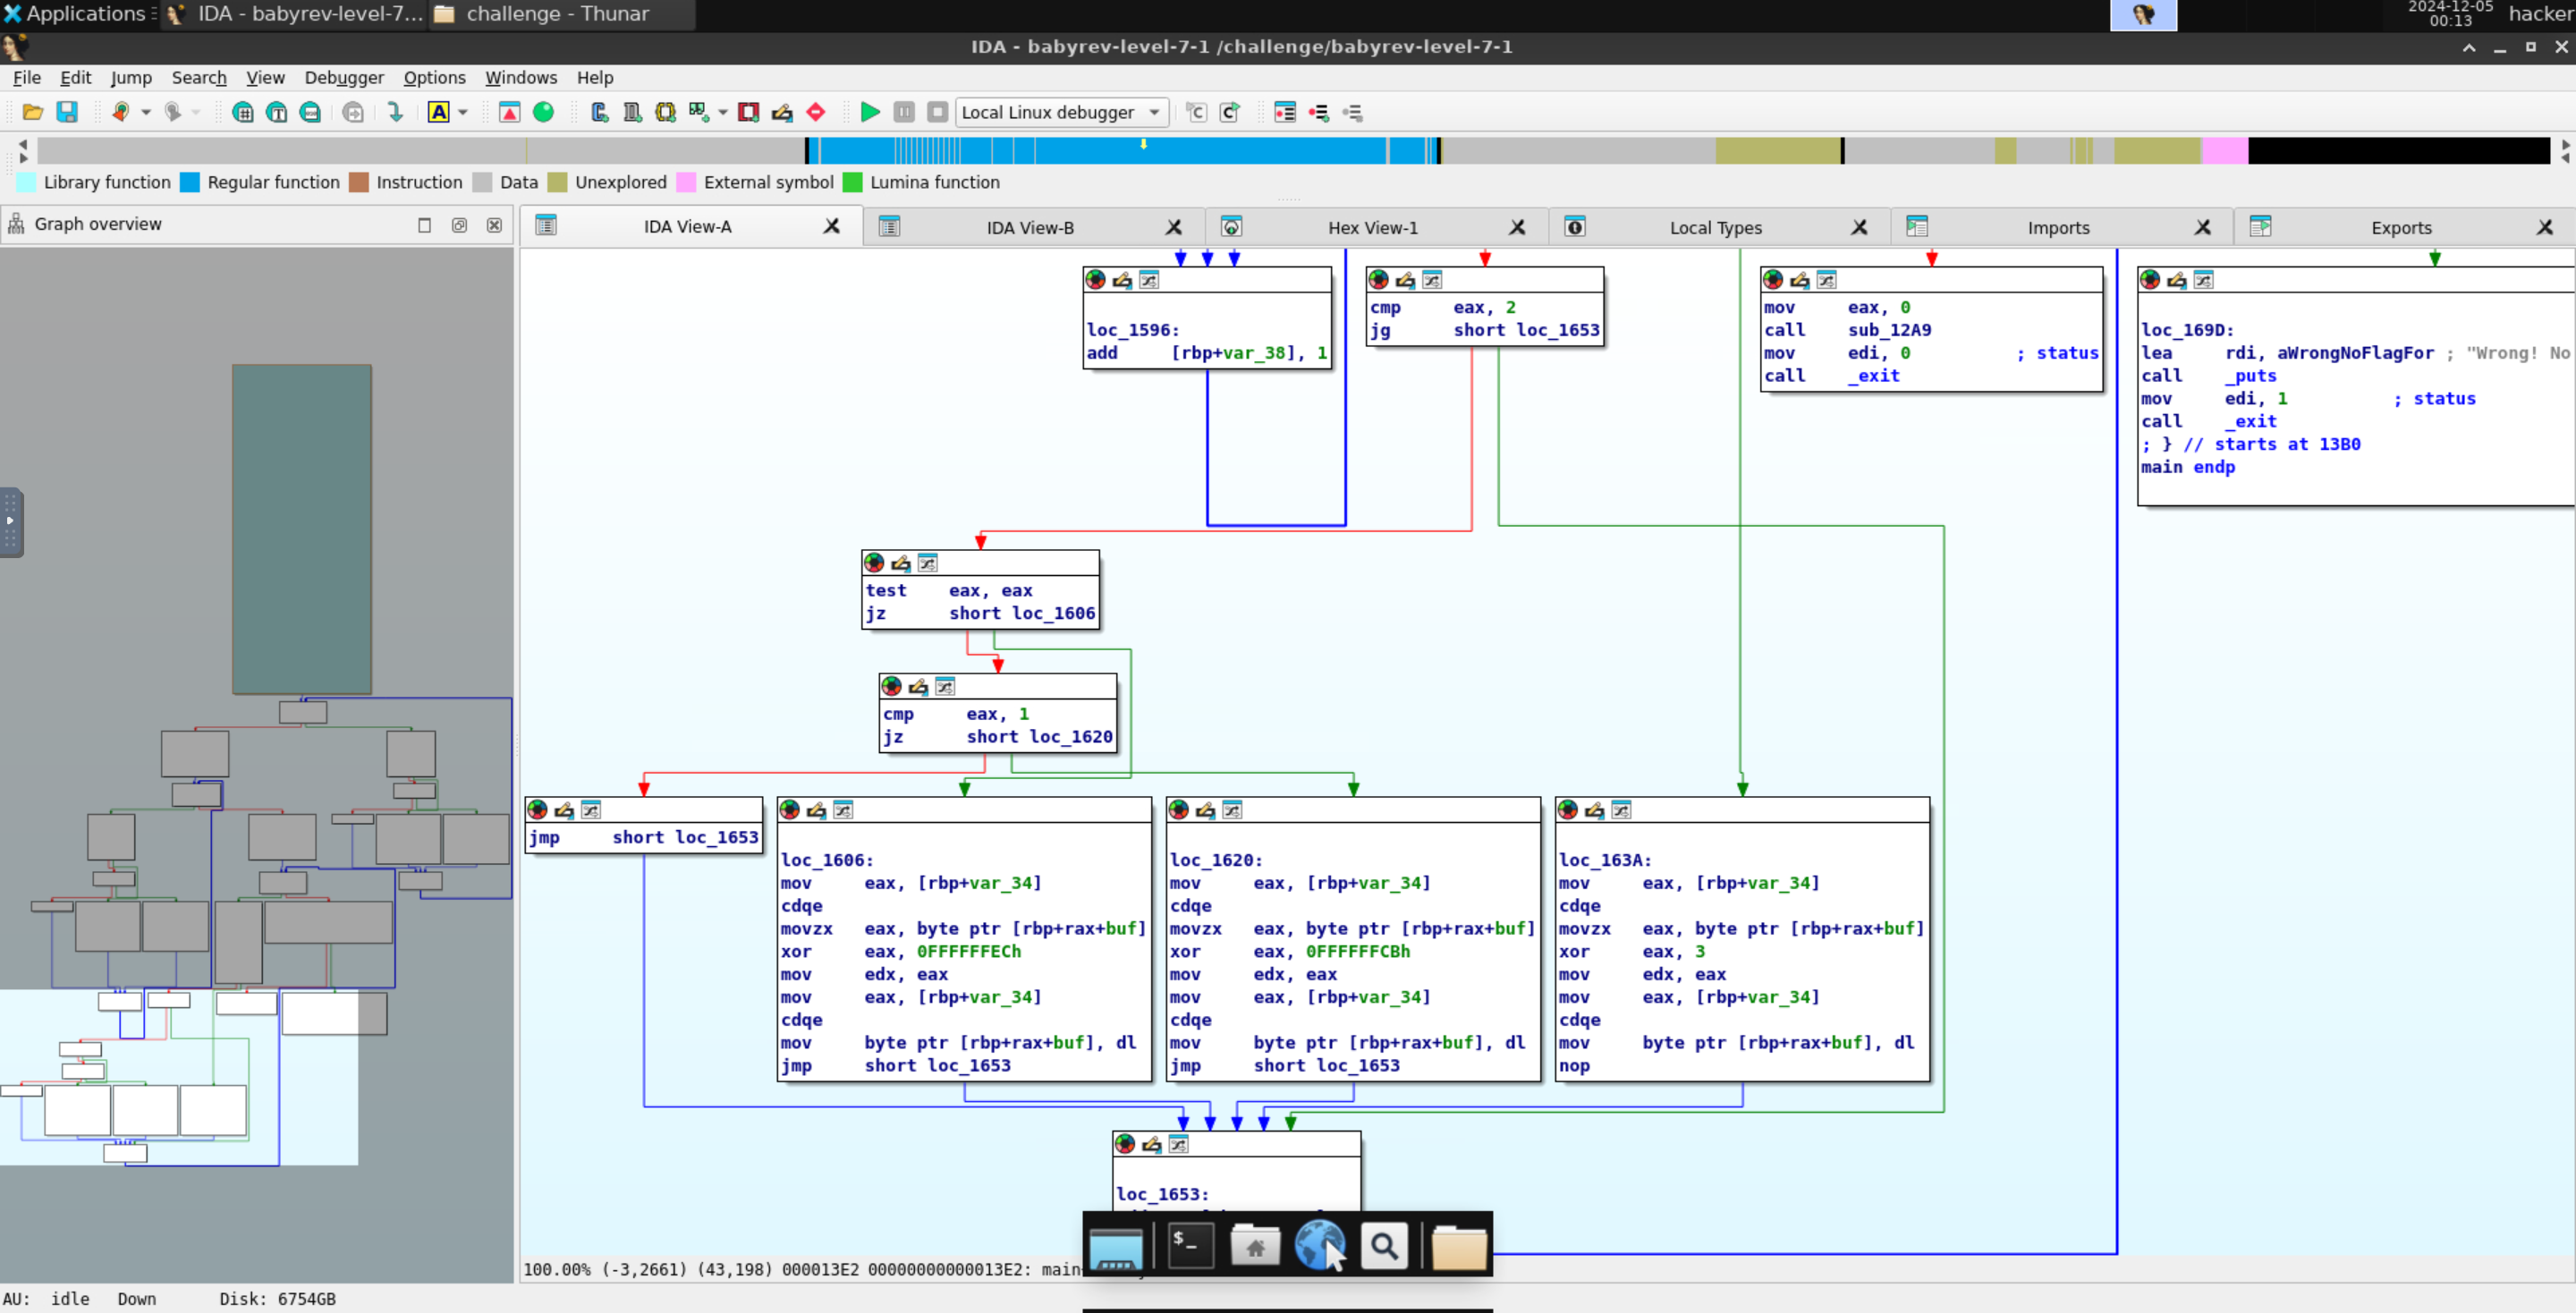 Applications
IDA - babyrev-level-7...
challenge - Thunar
2024-12-05
00:13
hacker
IDA - babyrev-level-7-1 /challenge/babyrev-level-7-1
File Edit Jump Search View Debugger Options Windows Help
Local Linux debugger
Library function Regular function Instruction Data Unexplored External symbol Lumina function
Graph overview
IDA View-A
IDA View-B
Hex View-1
Local Types
Imports
Exports
loc_1596:
add [rbp+var_38], 1
cmp eax, 2
jg short loc_1653
mov eax, 0
call sub_12A9
mov edi, 0 ; status
call _exit
loc_169D:
lea rdi, aWrongNoFlagFor ; "Wrong! No
call _puts
mov edi, 1 ; status
call _exit
; } // starts at 13B0
main endp
test eax, eax
jz short loc_1606
cmp eax, 1
jz short loc_1620
jmp short loc_1653
loc_1606:
mov eax, [rbp+var_34]
cdqe
movzx eax, byte ptr [rbp+rax+buf]
xor eax, 0FFFFFFECh
mov edx, eax
mov eax, [rbp+var_34]
cdqe
mov byte ptr [rbp+rax+buf], dl
jmp short loc_1653
loc_1620:
mov eax, [rbp+var_34]
cdqe
movzx eax, byte ptr [rbp+rax+buf]
xor eax, 0FFFFFFCBh
mov edx, eax
mov eax, [rbp+var_34]
cdqe
mov byte ptr [rbp+rax+buf], dl
jmp short loc_1653
loc_163A:
mov eax, [rbp+var_34]
cdqe
movzx eax, byte ptr [rbp+rax+buf]
xor eax, 3
mov edx, eax
mov eax, [rbp+var_34]
cdqe
mov byte ptr [rbp+rax+buf], dl
nop
loc_1653:
100.00% (-3,2661) (43,198) 000013E2 00000000000013E2: main
AU: idle Down Disk: 6754GB